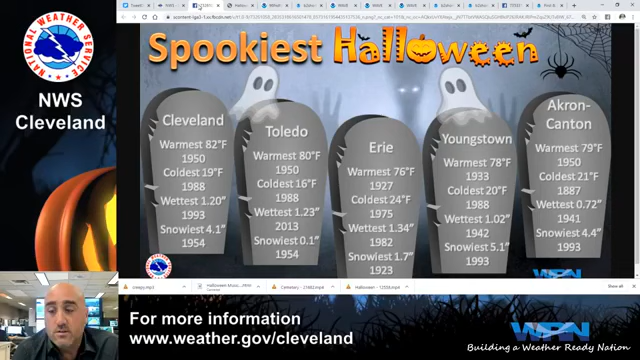 NATIONAL WEATHER SERVICE
NWS
Cleveland
Spookiest Halloween
Cleveland
Warmest 82°F
1950
Coldest 19°F
1988
Wettest 1.20"
1993
Snowiest 4.1"
1954
Toledo
Warmest 80°F
1950
Coldest 16°F
1988
Wettest 1.23"
2013
Snowiest 0.1"
1954
Erie
Warmest 76°F
1927
Coldest 24°F
1975
Wettest 1.34"
1982
Snowiest 1.7"
1923
Youngstown
Warmest 78°F
1933
Coldest 20°F
1988
Wettest 1.02"
1942
Snowiest 5.1"
1993
Akron-
Canton
Warmest 79°F
1950
Coldest 21°F
1887
Wettest 0.72"
1941
Snowiest 4.4"
1993
creepy.mp3
Show all
For more information
www.weather.gov/cleveland
WRN
Building a Weather Ready Nation